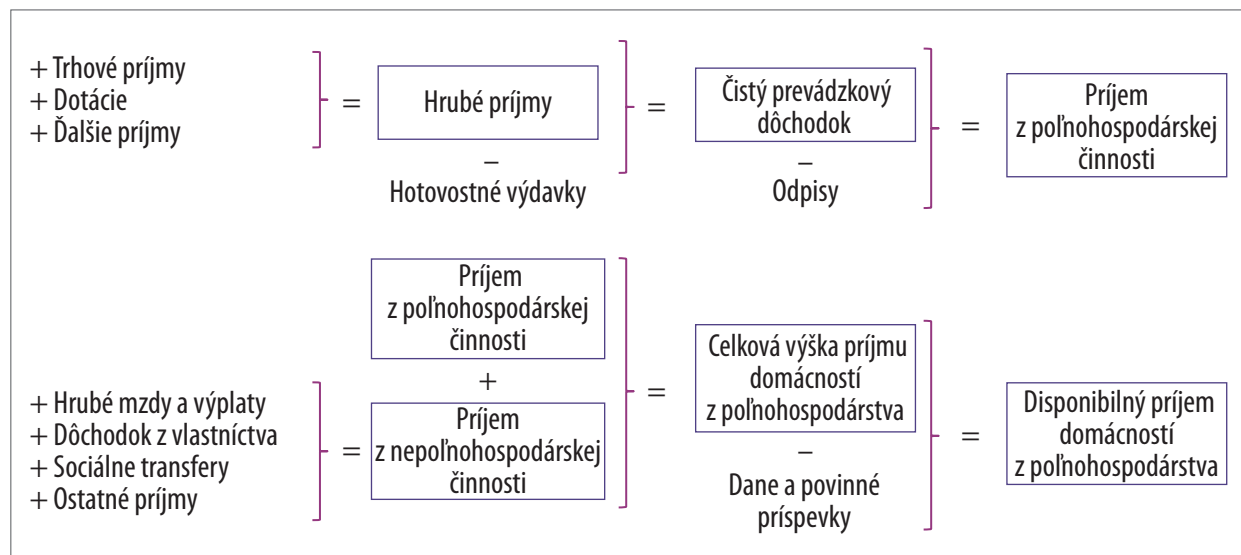 + Trhové príjmy
+ Dotácie
+ Ďalšie príjmy
=
Hrubé príjmy
–
Hotovostné výdavky
=
Čistý prevádzkový
dôchodok
–
Odpisy
=
Príjem
z poľnohospodárskej
činnosti
+ Hrubé mzdy a výplaty
+ Dôchodok z vlastníctva
+ Sociálne transfery
+ Ostatné príjmy
=
Príjem
z poľnohospodárskej
činnosti
+
Príjem
z nepoľnohospodárskej
činnosti
=
Celková výška príjmu
domácností
z poľnohospodárstva
–
Dane a povinné
príspevky
=
Disponibilný príjem
domácností
z poľnohospodárstva